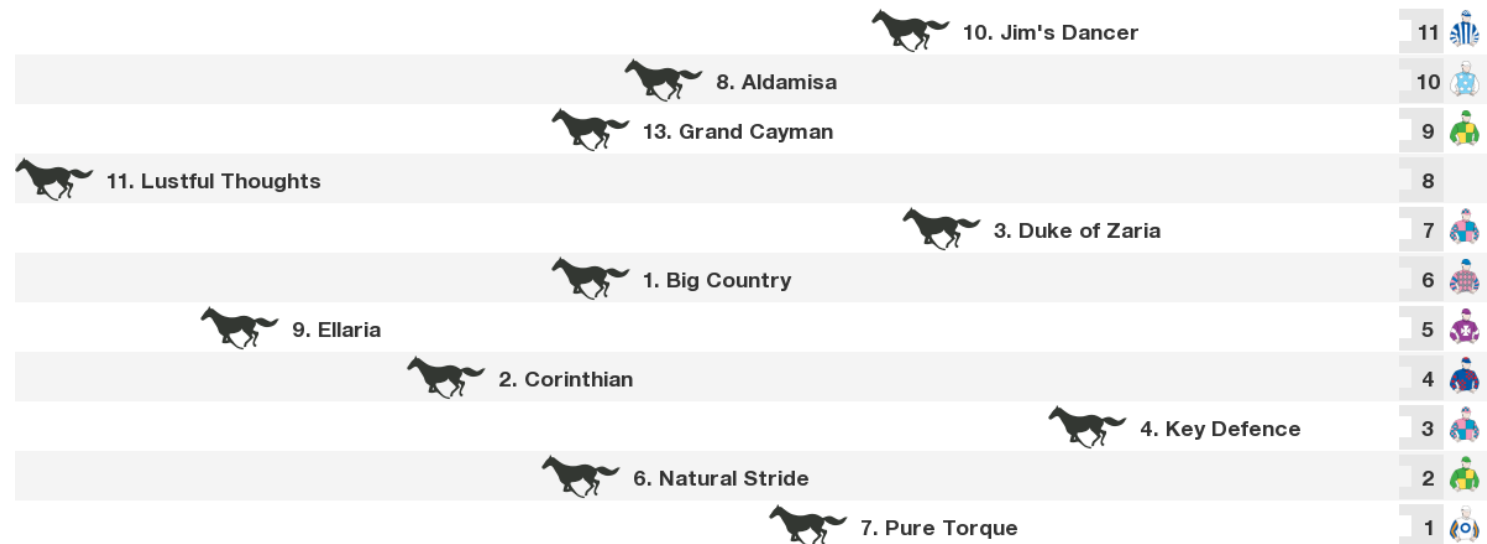 10. Jim's Dancer 11
8. Aldamisa 10
13. Grand Cayman 9
11. Lustful Thoughts 8
3. Duke of Zaria 7
1. Big Country 6
9. Ellaria 5
2. Corinthian 4
4. Key Defence 3
6. Natural Stride 2
7. Pure Torque 1